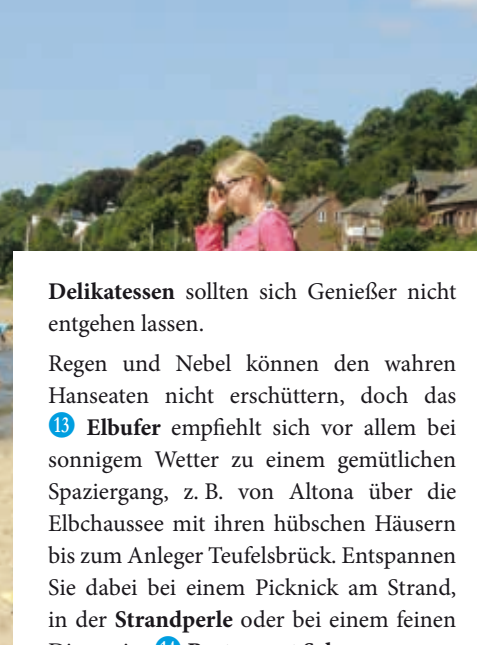 Delikatessen sollten sich Genießer nicht
entgehen lassen.
Regen und Nebel können den wahren
Hanseaten nicht erschüttern, doch das
13 Elbufer empfiehlt sich vor allem bei
sonnigem Wetter zu einem gemütlichen
Spaziergang, z. B. von Altona über die
Elbchaussee mit ihren hübschen Häusern
bis zum Anleger Teufelsbrück. Entspannen
Sie dabei bei einem Picknick am Strand,
in der Strandperle oder bei einem feinen